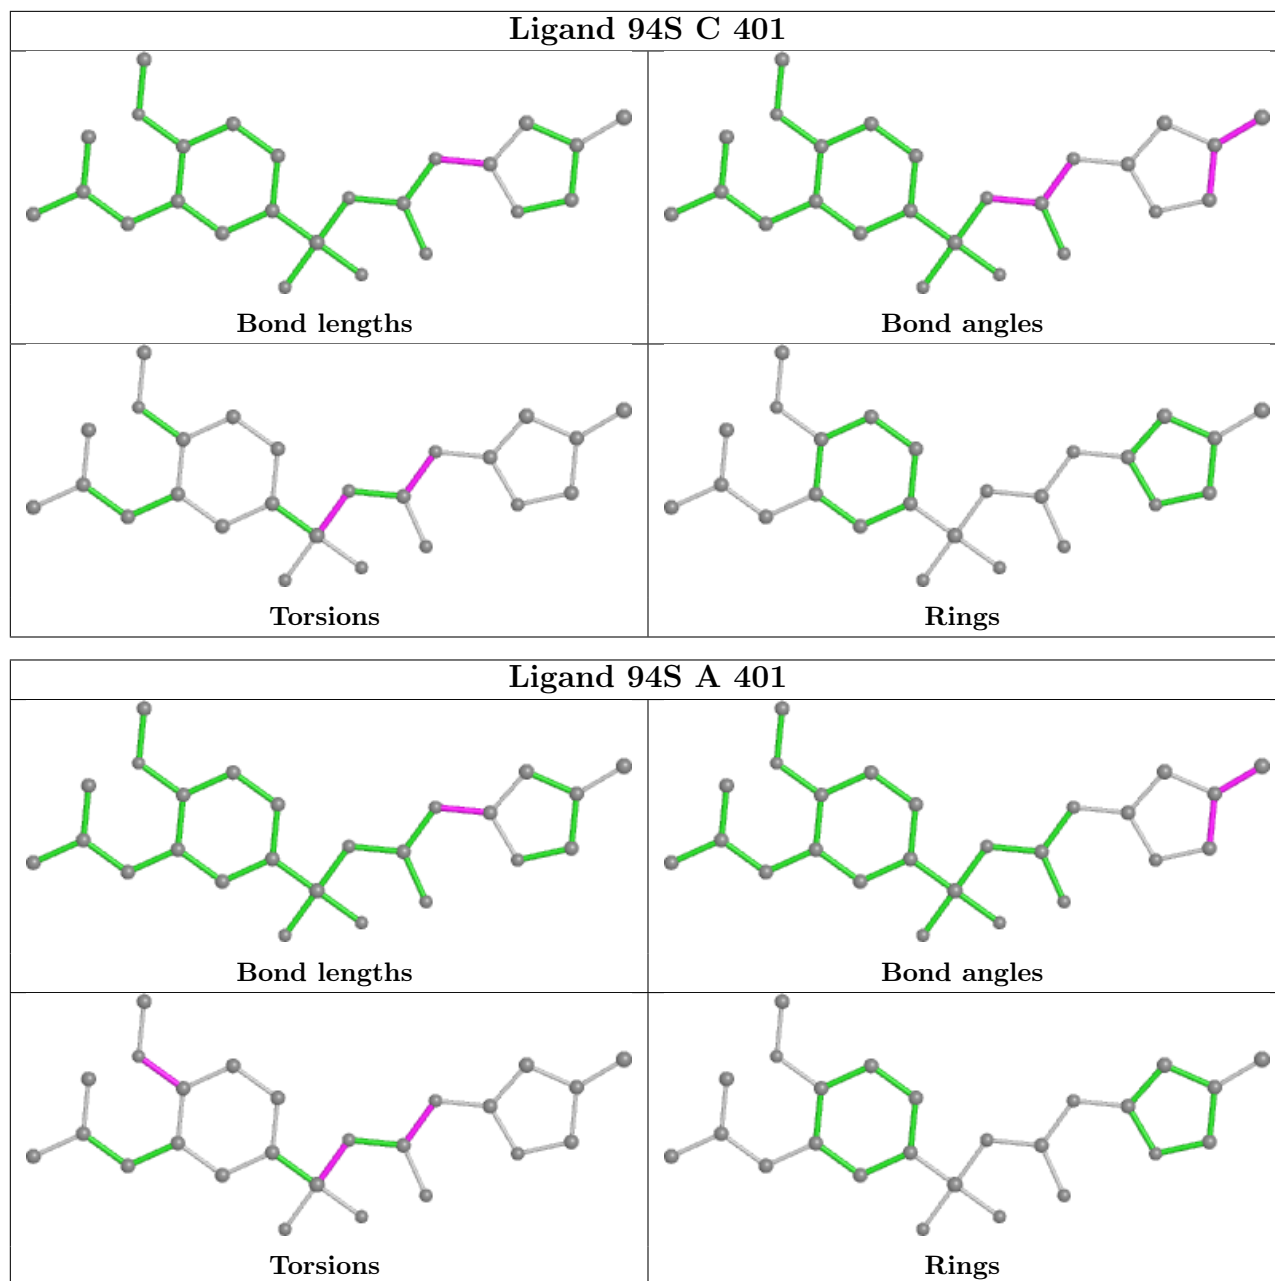 Ligand 94S C 401
Bond lengths
Bond angles
Torsions
Rings
Ligand 94S A 401
Bond lengths
Bond angles
Torsions
Rings